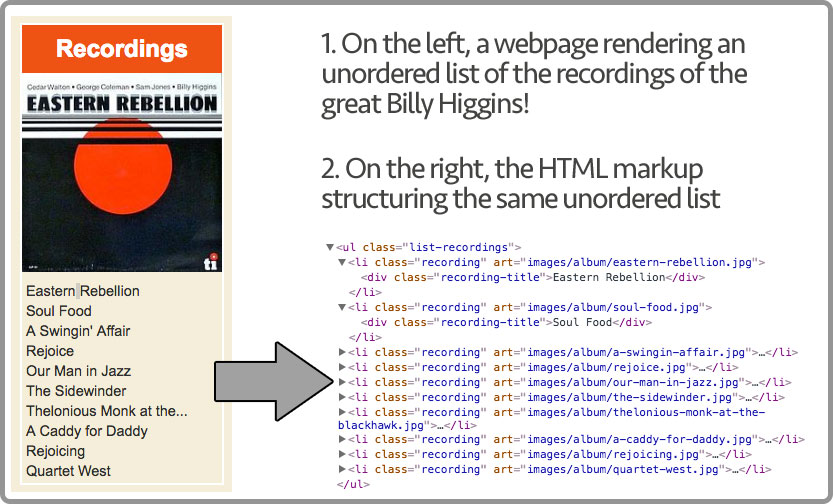 Recordings
Cedar Walton • George Coleman • Sam Jones • Billy Higgins
EASTERN REBELLION
ti
Eastern Rebellion
Soul Food
A Swingin' Affair
Rejoice
Our Man in Jazz
The Sidewinder
Thelonious Monk at the...
A Caddy for Daddy
Rejoicing
Quartet West
1. On the left, a webpage rendering an
unordered list of the recordings of the
great Billy Higgins!
2. On the right, the HTML markup
structuring the same unordered list
▼<ul class="list-recordings">
▼<li class="recording" art="images/album/eastern-rebellion.jpg">
<div class="recording-title">Eastern Rebellion</div>
</li>
▼<li class="recording" art="images/album/soul-food.jpg">
<div class="recording-title">Soul Food</div>
</li>
▶<li class="recording" art="images/album/a-swingin-affair.jpg">…</li>
▶<li class="recording" art="images/album/rejoice.jpg">…</li>
▶<li class="recording" art="images/album/our-man-in-jazz.jpg">…</li>
▶<li class="recording" art="images/album/the-sidewinder.jpg">…</li>
▶<li class="recording" art="images/album/thelonious-monk-at-the-
blackhawk.jpg">…</li>
▶<li class="recording" art="images/album/a-caddy-for-daddy.jpg">…</li>
▶<li class="recording" art="images/album/rejoicing.jpg">…</li>
▶<li class="recording" art="images/album/quartet-west.jpg">…</li>
</ul>